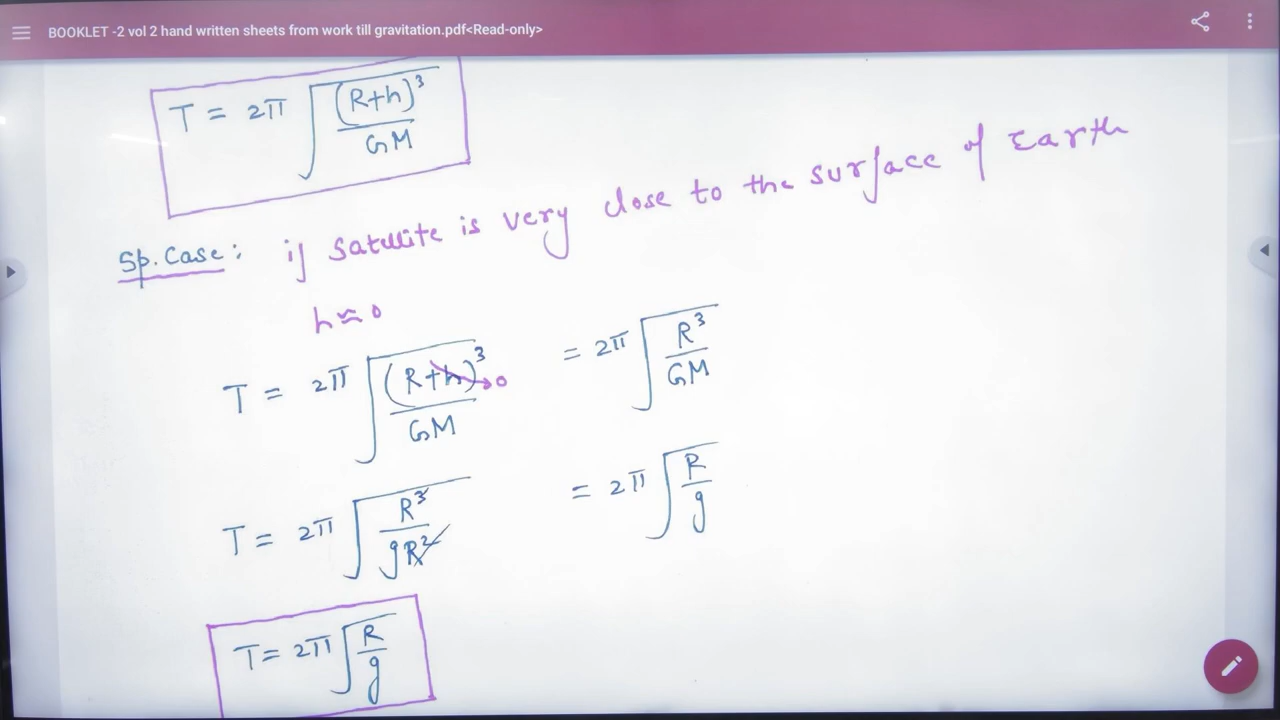 BOOKLET -2 vol 2 hand written sheets from work till gravitation.pdf<Read-only>
T = 2π √((R+h)³/GM)
Sp. Case : if satellite is very close to the surface of Earth
h ≈ 0
T = 2π √((R+h)³/GM) → 0 = 2π √(R³/GM)
T = 2π √(R³/gR²) = 2π √(R/g)
T = 2π √(R/g)